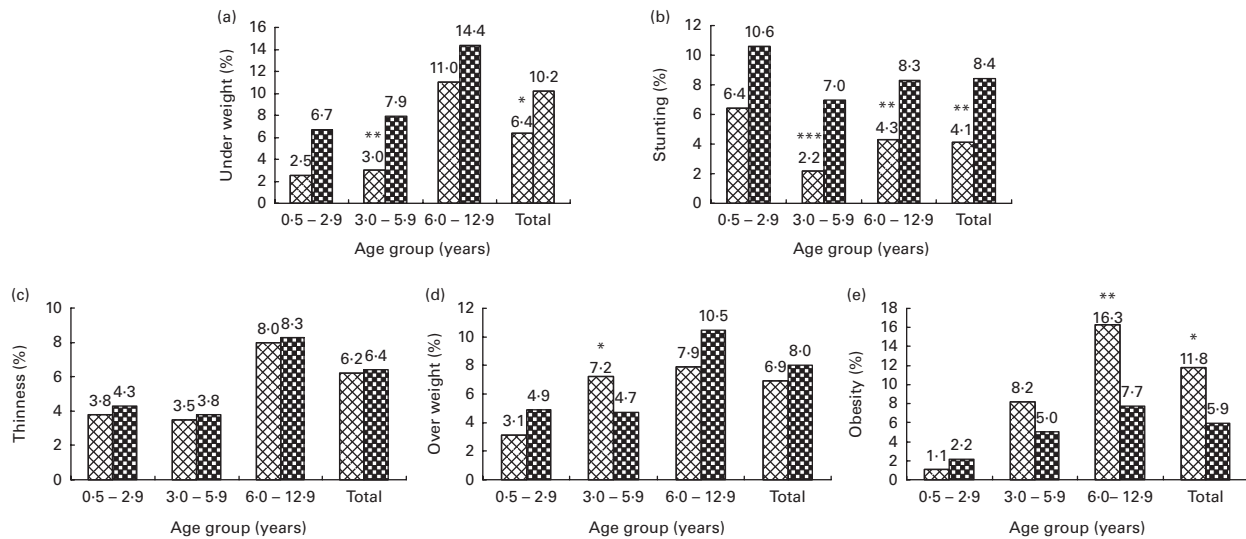 (a)
Under weight (%)
16
14
12
10
8
6
4
2
0
2·5
6·7
**
3·0
7·9
11·0
14·4
*
6·4
10·2
0·5 – 2·9
3·0 – 5·9
6·0 – 12·9
Total
Age group (years)
(b)
Stunting (%)
12
10
8
6
4
2
0
6·4
10·6
***
2·2
7·0
**
4·3
8·3
**
4·1
8·4
0·5 – 2·9
3·0 – 5·9
6·0 – 12·9
Total
Age group (years)
(c)
Thinness (%)
10
8
6
4
2
0
3·8
4·3
3·5
3·8
8·0
8·3
6·2
6·4
0·5 – 2·9
3·0 – 5·9
6·0 – 12·9
Total
Age group (years)
(d)
Over weight (%)
12
10
8
6
4
2
0
3·1
4·9
*
7·2
4·7
7·9
10·5
6·9
8·0
0·5 – 2·9
3·0 – 5·9
6·0 – 12·9
Total
Age group (years)
(e)
Obesity (%)
18
16
14
12
10
8
6
4
2
0
1·1
2·2
8·2
5·0
**
16·3
7·7
*
11·8
5·9
0·5 – 2·9
3·0 – 5·9
6·0– 12·9
Total
Age group (years)